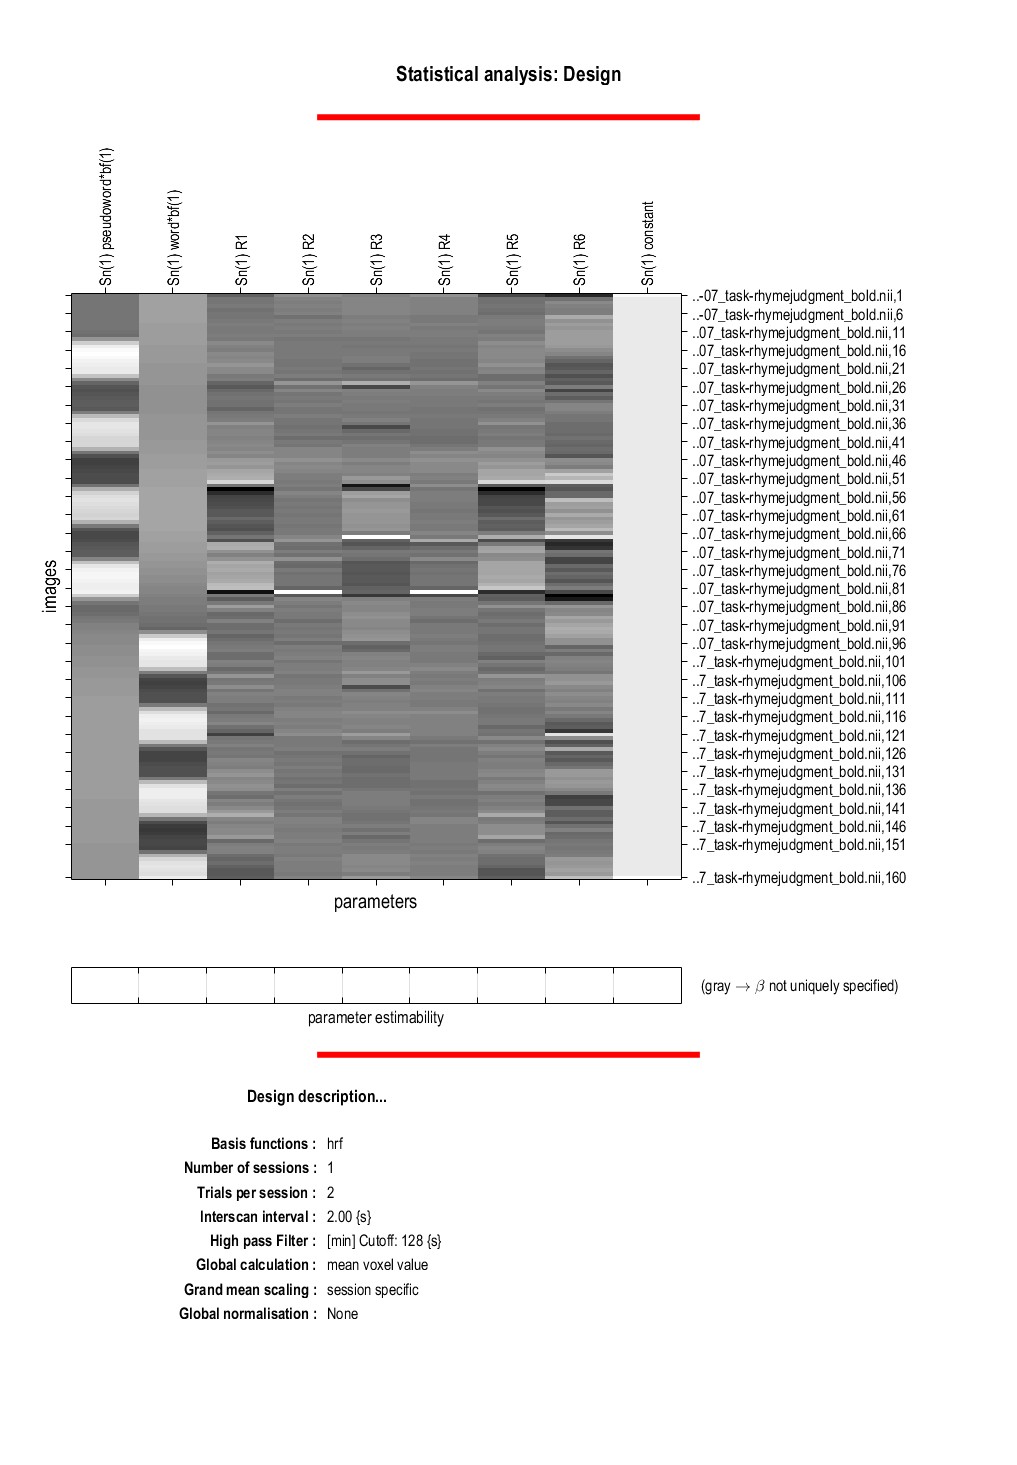 Statistical analysis: Design
Sn(1) pseudoword*bf(1)
Sn(1) word*bf(1)
Sn(1) R1
Sn(1) R2
Sn(1) R3
Sn(1) R4
Sn(1) R5
Sn(1) R6
Sn(1) constant
images
..-07_task-rhymejudgment_bold.nii,1
..-07_task-rhymejudgment_bold.nii,6
..07_task-rhymejudgment_bold.nii,11
..07_task-rhymejudgment_bold.nii,16
..07_task-rhymejudgment_bold.nii,21
..07_task-rhymejudgment_bold.nii,26
..07_task-rhymejudgment_bold.nii,31
..07_task-rhymejudgment_bold.nii,36
..07_task-rhymejudgment_bold.nii,41
..07_task-rhymejudgment_bold.nii,46
..07_task-rhymejudgment_bold.nii,51
..07_task-rhymejudgment_bold.nii,56
..07_task-rhymejudgment_bold.nii,61
..07_task-rhymejudgment_bold.nii,66
..07_task-rhymejudgment_bold.nii,71
..07_task-rhymejudgment_bold.nii,76
..07_task-rhymejudgment_bold.nii,81
..07_task-rhymejudgment_bold.nii,86
..07_task-rhymejudgment_bold.nii,91
..07_task-rhymejudgment_bold.nii,96
..7_task-rhymejudgment_bold.nii,101
..7_task-rhymejudgment_bold.nii,106
..7_task-rhymejudgment_bold.nii,111
..7_task-rhymejudgment_bold.nii,116
..7_task-rhymejudgment_bold.nii,121
..7_task-rhymejudgment_bold.nii,126
..7_task-rhymejudgment_bold.nii,131
..7_task-rhymejudgment_bold.nii,136
..7_task-rhymejudgment_bold.nii,141
..7_task-rhymejudgment_bold.nii,146
..7_task-rhymejudgment_bold.nii,151
..7_task-rhymejudgment_bold.nii,160
parameters
(gray → β not uniquely specified)
parameter estimability
Design description...
Basis functions : hrf
Number of sessions : 1
Trials per session : 2
Interscan interval : 2.00 {s}
High pass Filter : [min] Cutoff: 128 {s}
Global calculation : mean voxel value
Grand mean scaling : session specific
Global normalisation : None